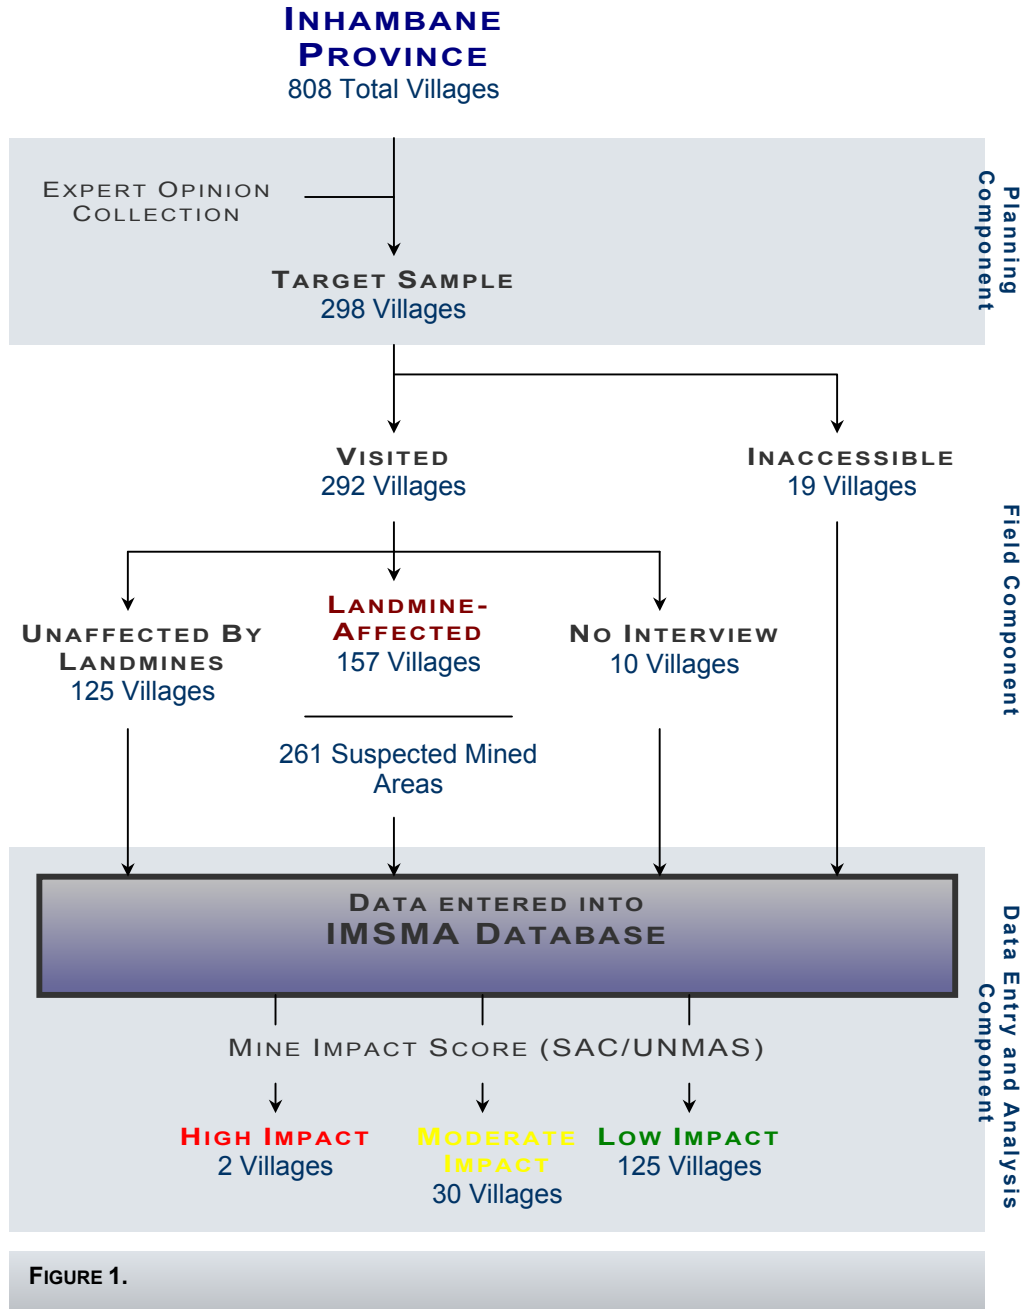 INHAMBANE
PROVINCE
808 Total Villages
EXPERT OPINION
COLLECTION
TARGET SAMPLE
298 Villages
Planning
Component
VISITED
292 Villages
INACCESSIBLE
19 Villages
UNAFFECTED BY
LANDMINES
125 Villages
LANDMINE-
AFFECTED
157 Villages
NO INTERVIEW
10 Villages
261 Suspected Mined
Areas
Field Component
DATA ENTERED INTO
IMSMA DATABASE
MINE IMPACT SCORE (SAC/UNMAS)
HIGH IMPACT
2 Villages
MODERATE
IMPACT
30 Villages
LOW IMPACT
125 Villages
Data Entry and Analysis
Component
FIGURE 1.